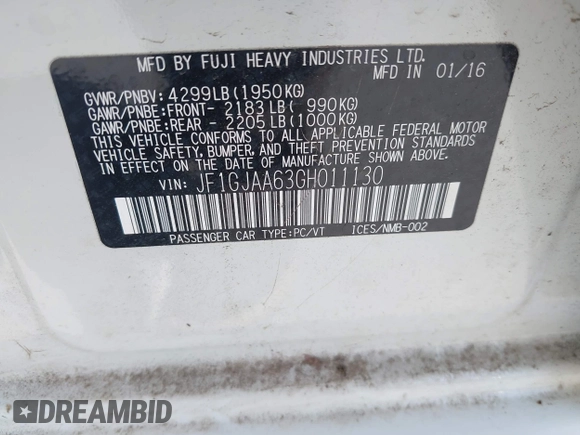 MFD BY FUJI HEAVY INDUSTRIES LTD.
MFD IN 01/16
GVWR/PNBV: 4299LB(1950KG)
GAWR/PNBE: FRONT- 2183LB( 990KG)
GAWR/PNBE: REAR - 2205LB(1000KG)
THIS VEHICLE CONFORMS TO ALL APPLICABLE FEDERAL MOTOR
VEHICLE SAFETY, BUMPER, AND THEFT PREVENTION STANDARDS
IN EFFECT ON THE DATE OF MANUFACTURE SHOWN ABOVE.
VIN: JF1GJAA63GH011130
PASSENGER CAR TYPE:PC/VT ICES/NMB-002
DREAMBID